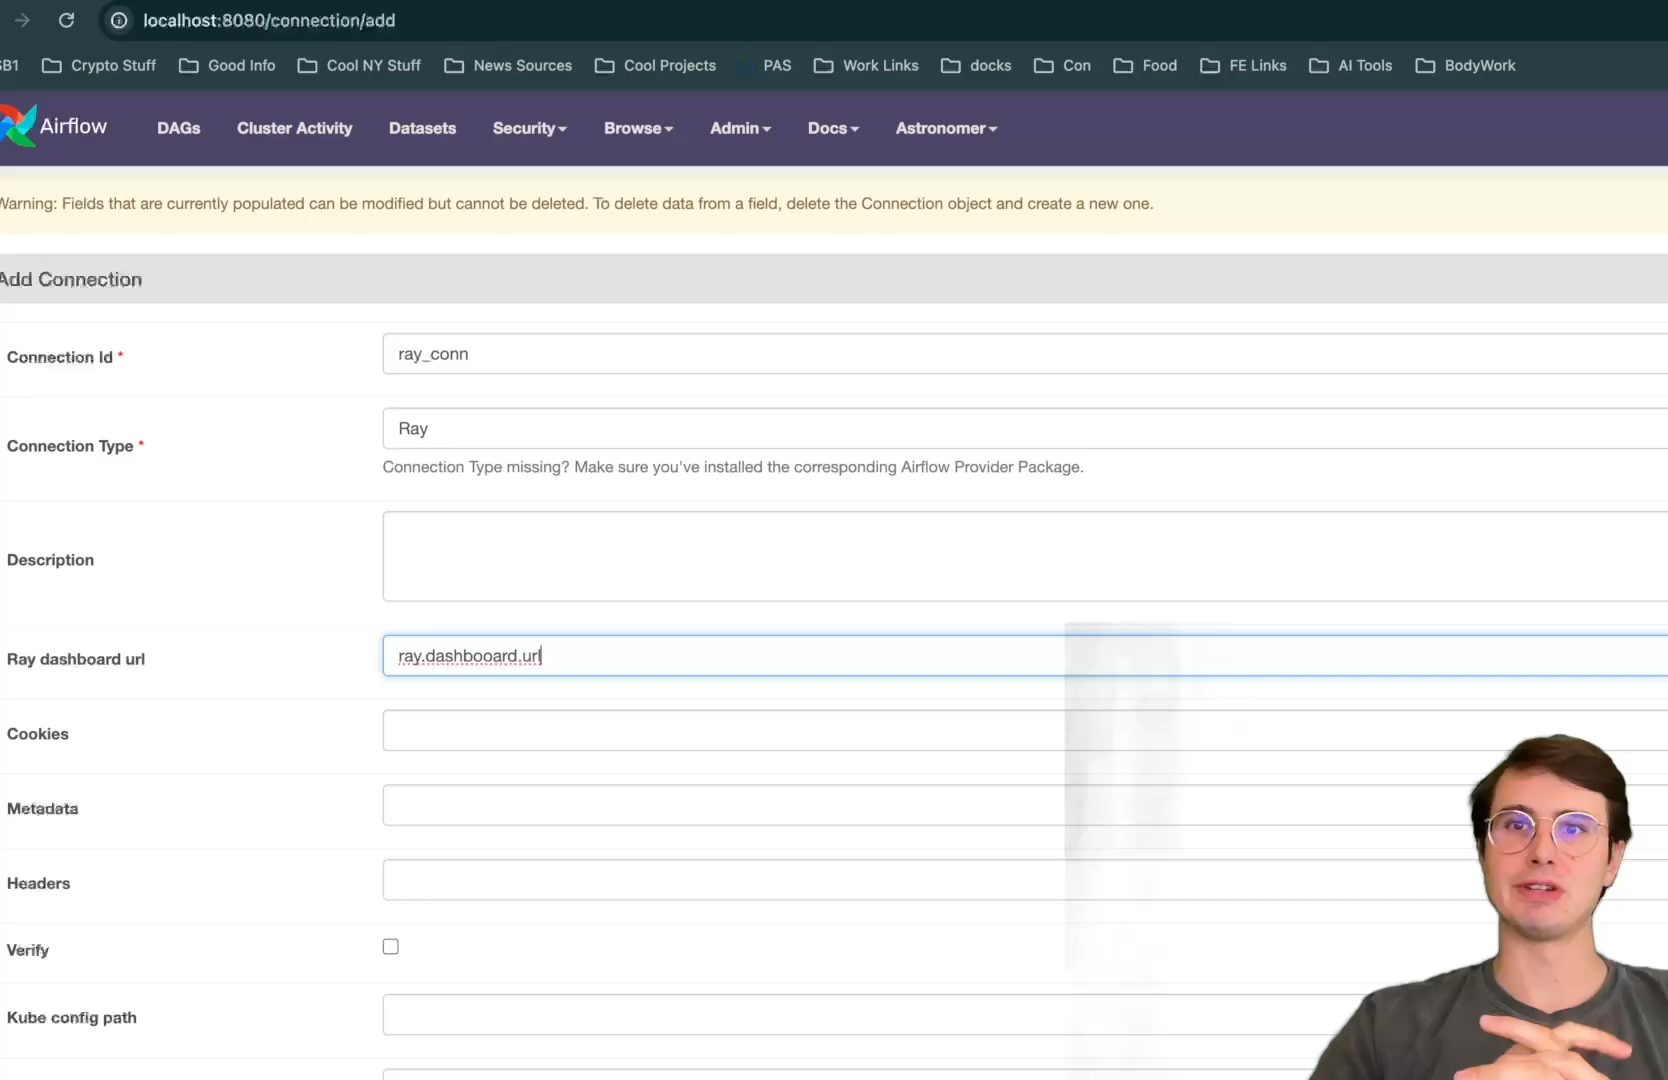 localhost:8080/connection/add
SB1 Crypto Stuff Good Info Cool NY Stuff News Sources Cool Projects PAS Work Links docks Con Food FE Links AI Tools BodyWork
Airflow DAGs Cluster Activity Datasets Security Browse Admin Docs Astronomer
Warning: Fields that are currently populated can be modified but cannot be deleted. To delete data from a field, delete the Connection object and create a new one.
Add Connection
Connection Id * ray_conn
Connection Type * Ray
Connection Type missing? Make sure you've installed the corresponding Airflow Provider Package.
Description
Ray dashboard url ray.dashbooard.url
Cookies
Metadata
Headers
Verify
Kube config path